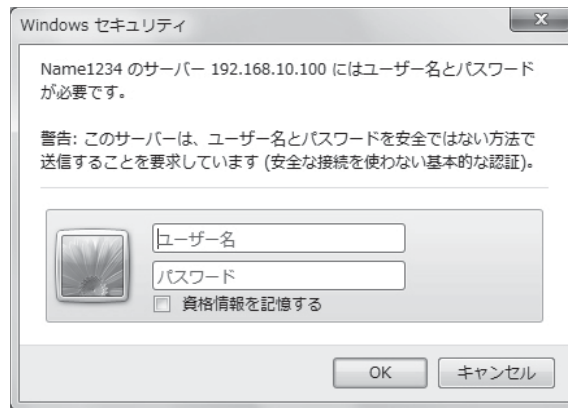 Windows セキュリティ
Name1234 のサーバー 192.168.10.100 にはユーザー名とパスワード
が必要です。
警告: このサーバーは、ユーザー名とパスワードを安全ではない方法で
送信することを要求しています (安全な接続を使わない基本的な認証)。
ユーザー名
パスワード
資格情報を記憶する
OK キャンセル